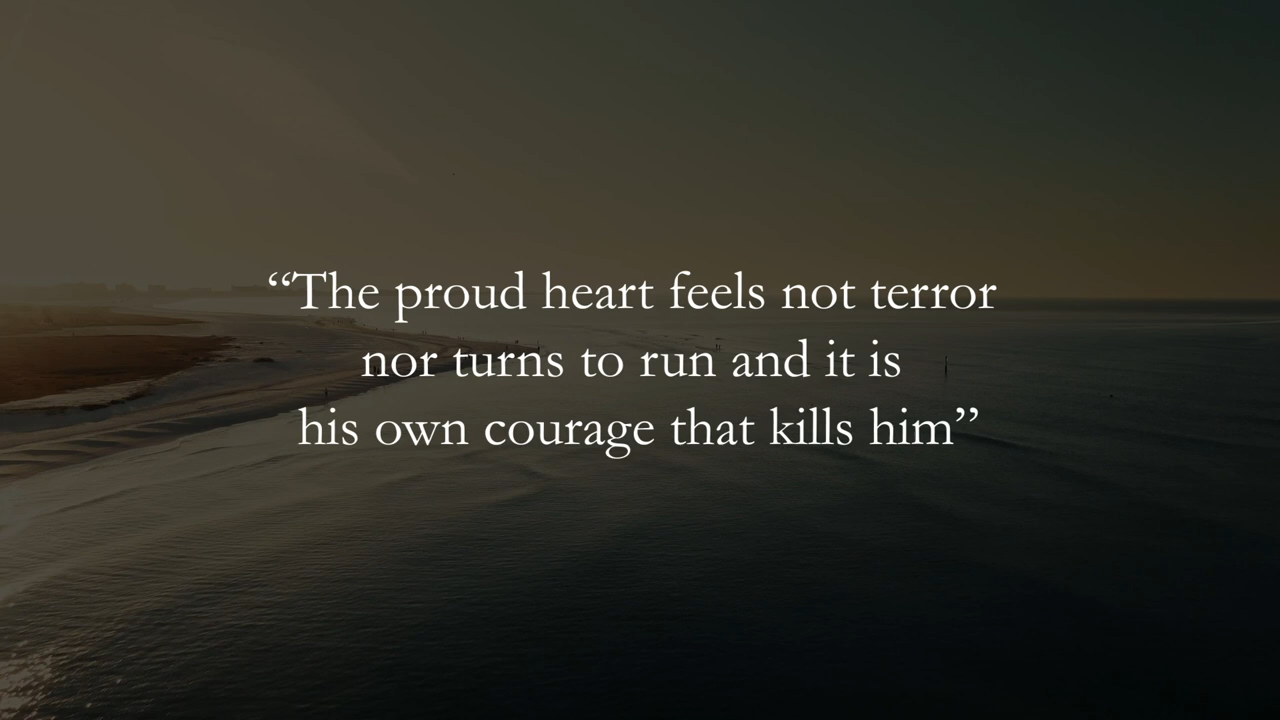 “The proud heart feels not terror
nor turns to run and it is
his own courage that kills him”